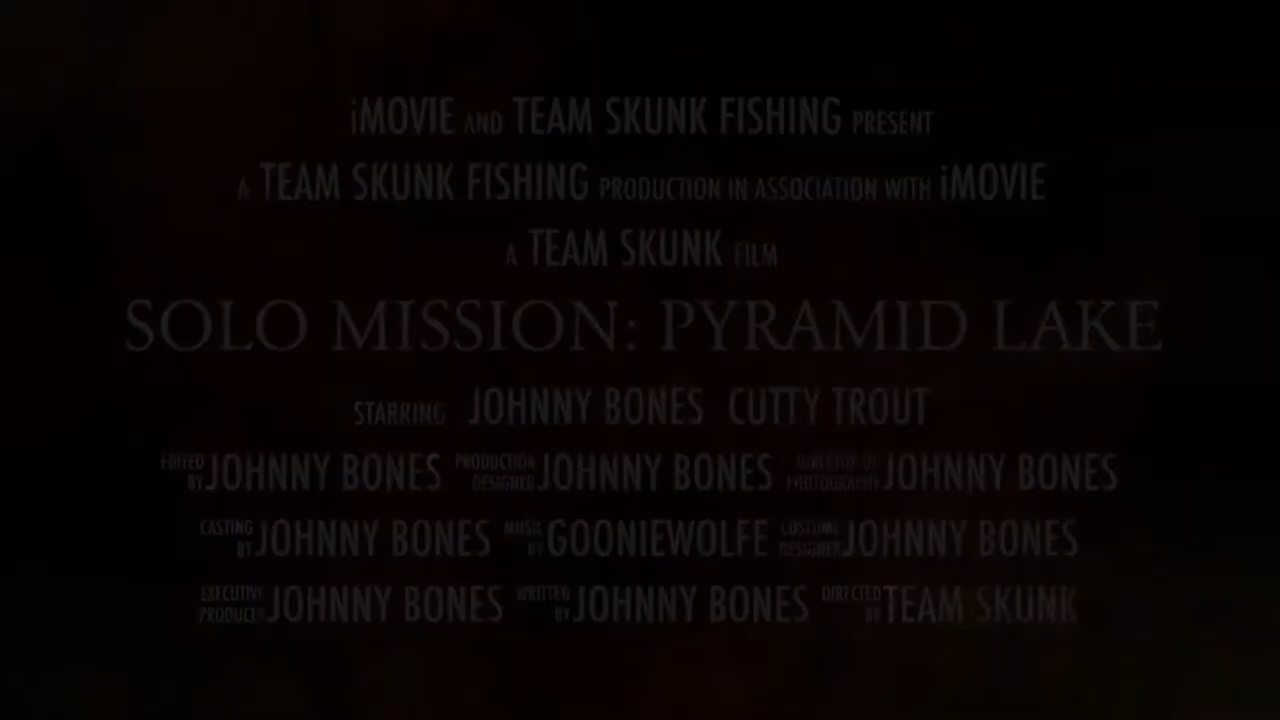 iMOVIE AND TEAM SKUNK FISHING PRESENT
A TEAM SKUNK FISHING PRODUCTION IN ASSOCIATION WITH iMOVIE
A TEAM SKUNK FILM
SOLO MISSION: PYRAMID LAKE
STARRING JOHNNY BONES CUTTY TROUT
EDITED BY JOHNNY BONES PRODUCTION DESIGNER JOHNNY BONES DIRECTOR OF PHOTOGRAPHY JOHNNY BONES
CASTING BY JOHNNY BONES MUSIC BY GOONIEWOLFE COSTUME DESIGNER JOHNNY BONES
EXECUTIVE PRODUCER JOHNNY BONES WRITTEN BY JOHNNY BONES DIRECTED BY TEAM SKUNK